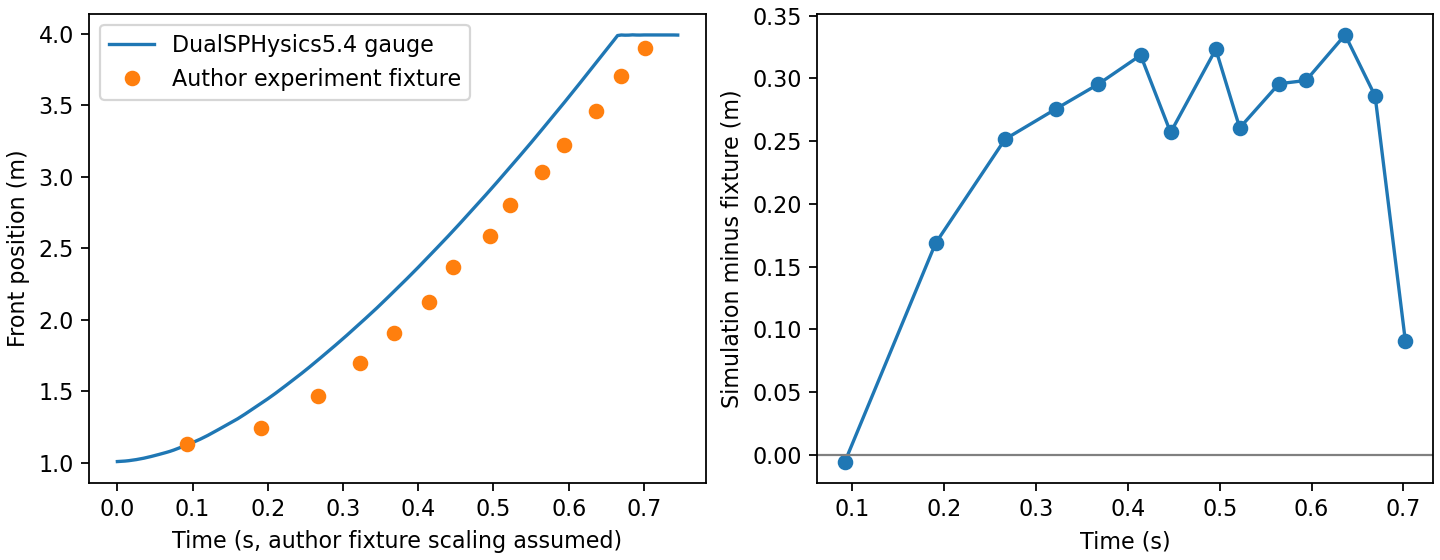 DualSPHysics5.4 gauge
Author experiment fixture
Front position (m)
4.0
3.5
3.0
2.5
2.0
1.5
1.0
0.0 0.1 0.2 0.3 0.4 0.5 0.6 0.7
Time (s, author fixture scaling assumed)
Simulation minus fixture (m)
0.35
0.30
0.25
0.20
0.15
0.10
0.05
0.00
0.1 0.2 0.3 0.4 0.5 0.6 0.7
Time (s)